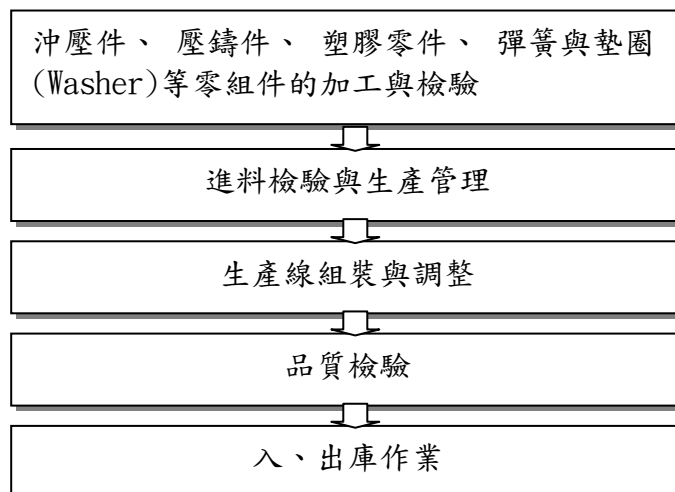 沖壓件、 壓鑄件、 塑膠零件、 彈簧與墊圈
(Washer)等零組件的加工與檢驗
進料檢驗與生產管理
生產線組裝與調整
品質檢驗
入、出庫作業